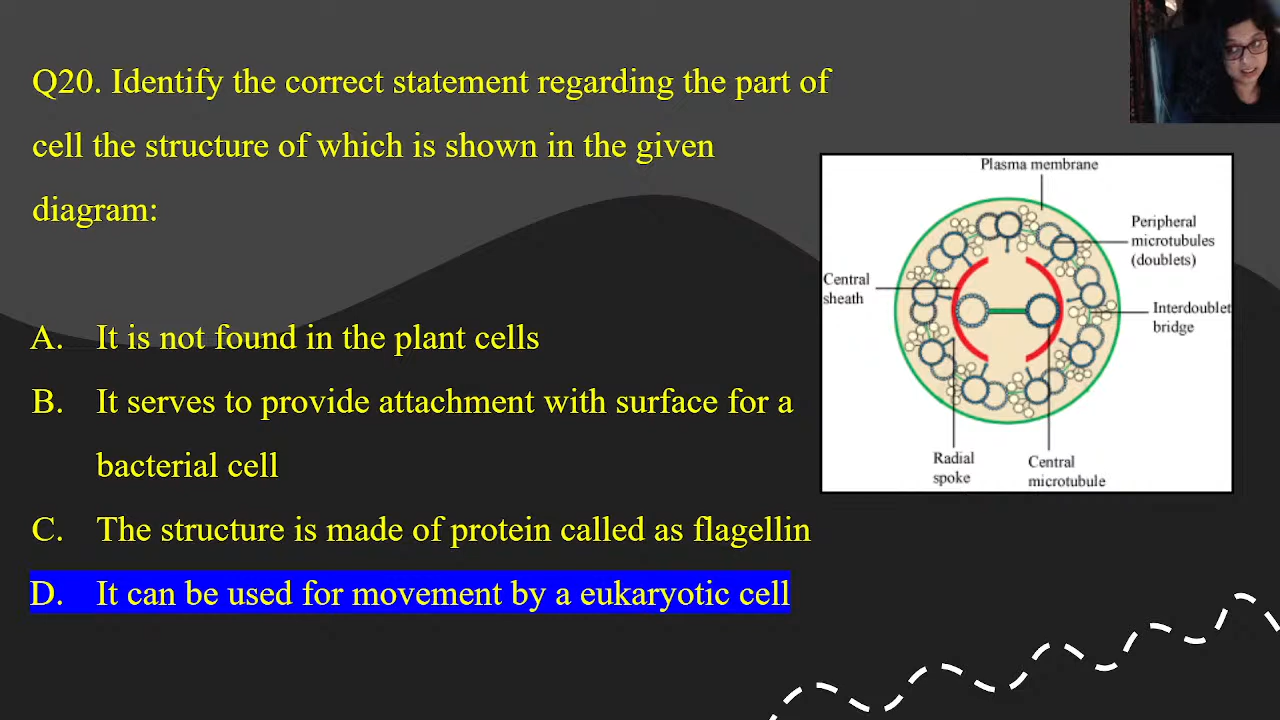 Q20. Identify the correct statement regarding the part of
cell the structure of which is shown in the given
diagram:
A. It is not found in the plant cells
B. It serves to provide attachment with surface for a
bacterial cell
C. The structure is made of protein called as flagellin
D. It can be used for movement by a eukaryotic cell
Plasma membrane
Peripheral
microtubules
(doublets)
Central
sheath
Interdoublet
bridge
Radial
spoke
Central
microtubule